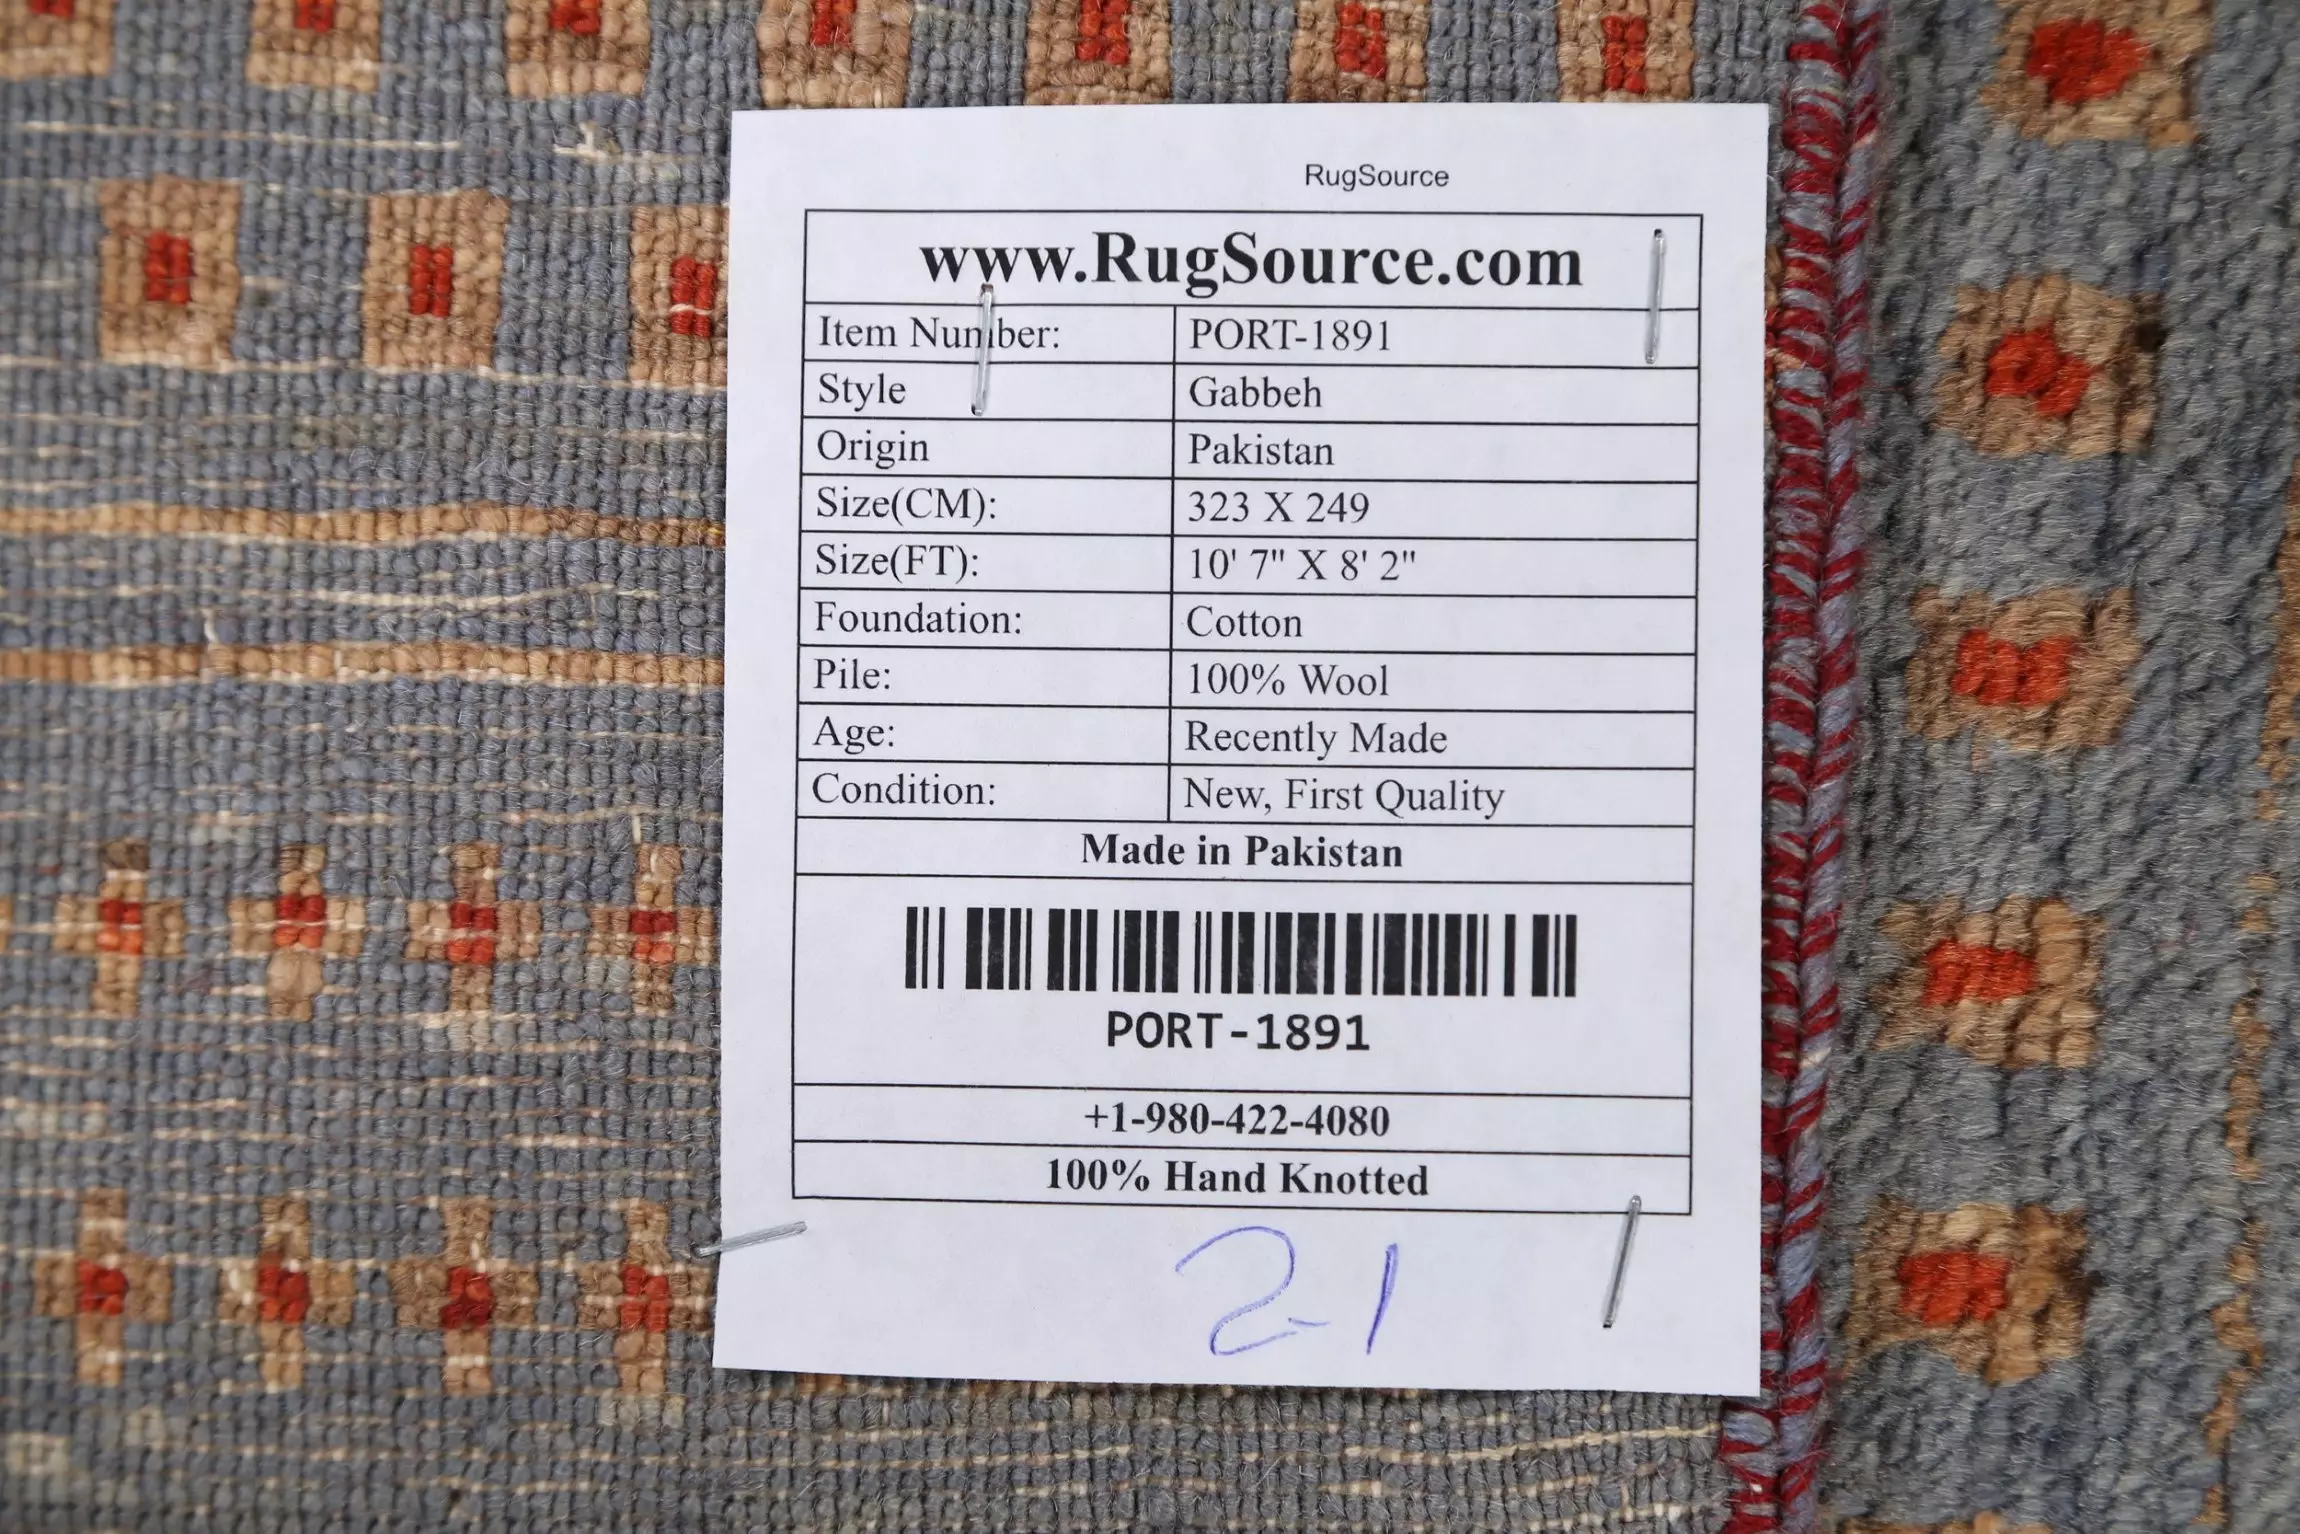 RugSource
www.RugSource.com
Item Number: PORT-1891
Style Gabbeh
Origin Pakistan
Size(CM): 323 X 249
Size(FT): 10' 7" X 8' 2"
Foundation: Cotton
Pile: 100% Wool
Age: Recently Made
Condition: New, First Quality
Made in Pakistan
PORT-1891
+1-980-422-4080
100% Hand Knotted
2-1